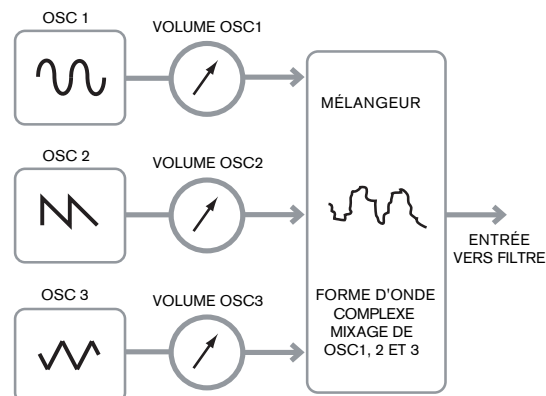 OSC 1
VOLUME OSC1
MÉLANGEUR
OSC 2
VOLUME OSC2
ENTRÉE
VERS FILTRE
OSC 3
VOLUME OSC3
FORME D'ONDE
COMPLEXE
MIXAGE DE
OSC1, 2 ET 3